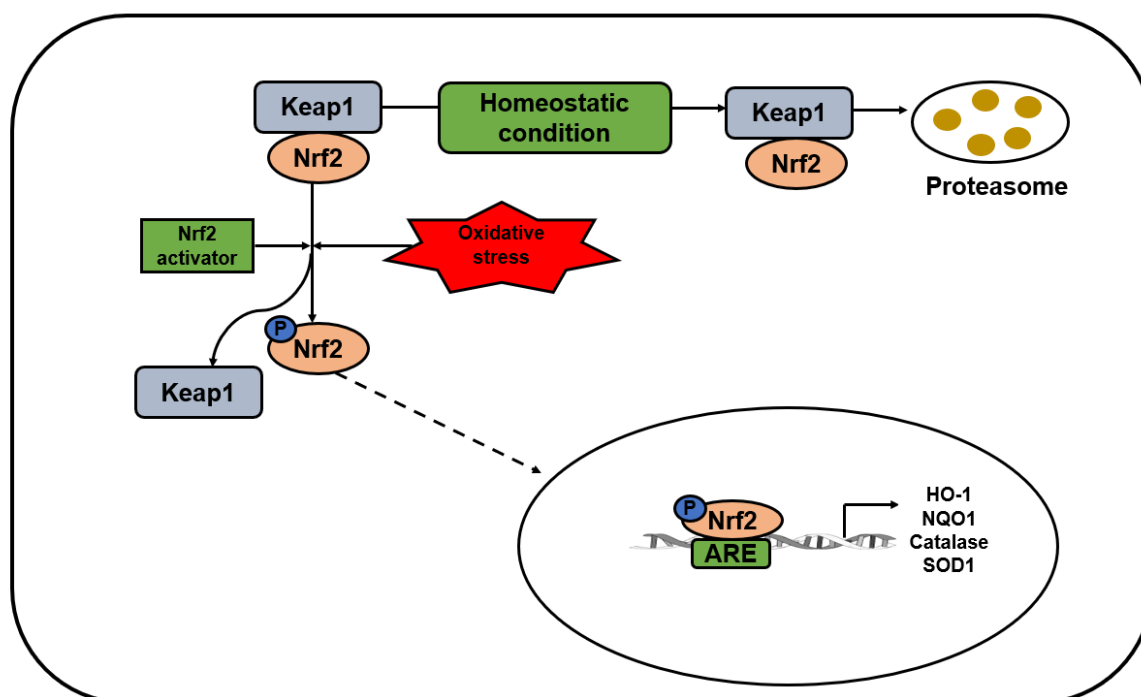 Keap1
Nrf2
Homeostatic
condition
Keap1
Nrf2
Proteasome
Nrf2
activator
Oxidative
stress
P
Nrf2
Keap1
P
Nrf2
ARE
HO-1
NQO1
Catalase
SOD1